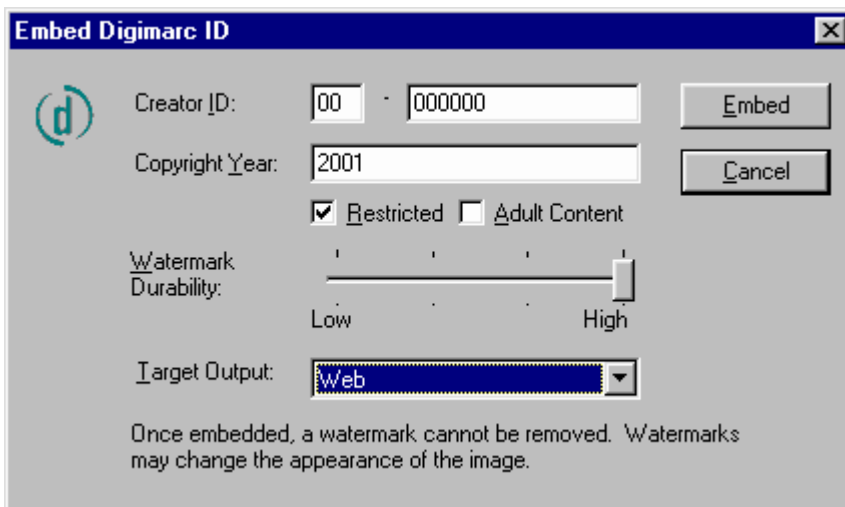 Embed Digimarc ID
Creator ID: 00 - 000000
Embed
Copyright Year: 2001
Cancel
Restricted Adult Content
Watermark
Durability:
Low High
Target Output: Web
Once embedded, a watermark cannot be removed. Watermarks
may change the appearance of the image.